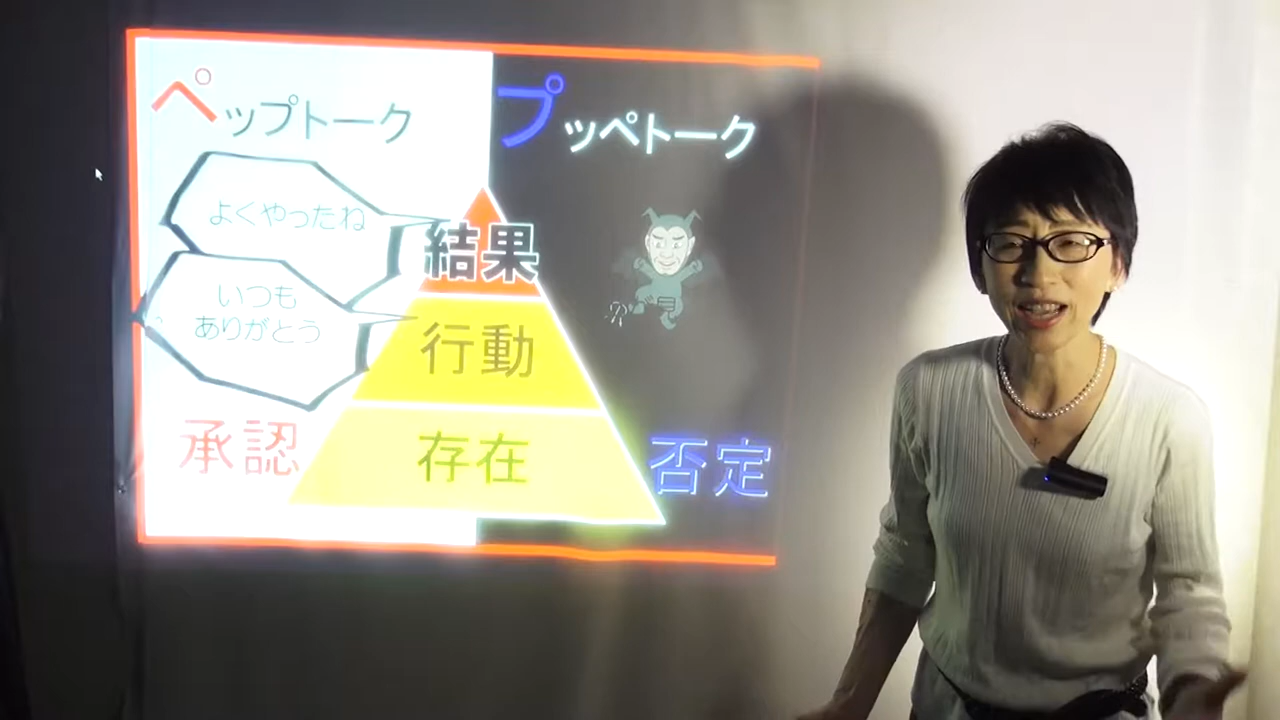 ペップトーク
プッペトーク
よくやったね
いつも
ありがとう
結果
行動
存在
承認
否定